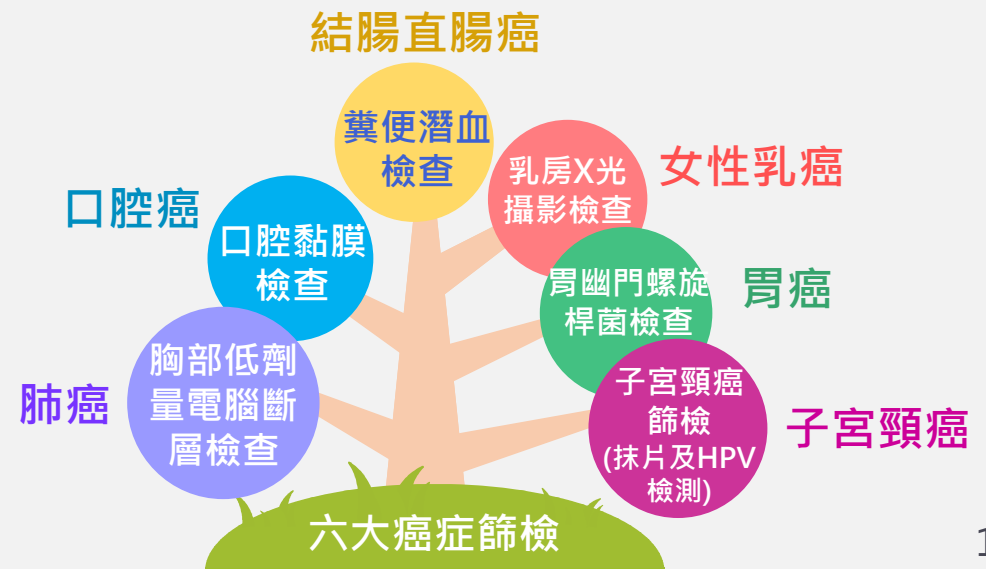 結腸直腸癌
糞便潛血
檢查
乳房X光
攝影檢查
女性乳癌
口腔癌
口腔黏膜
檢查
胃幽門螺旋
桿菌檢查
胃癌
肺癌
胸部低劑
量電腦斷
層檢查
子宮頸癌
篩檢
(抹片及HPV
檢測)
子宮頸癌
六大癌症篩檢
1